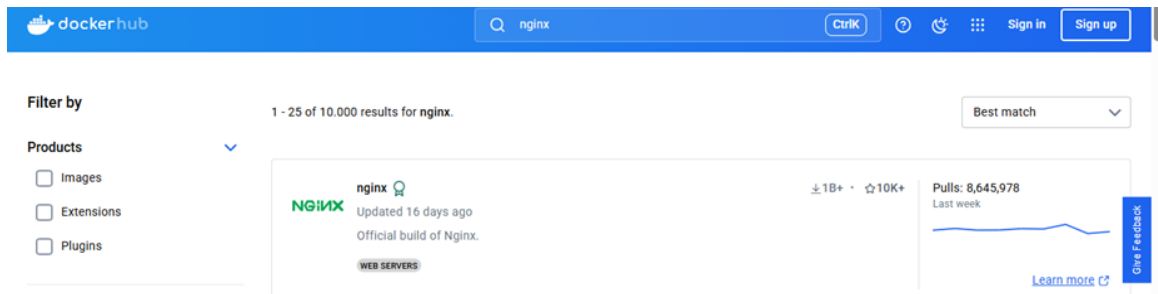 dockerhub
nginx
CtrlK
Sign in
Sign up
Filter by
1 - 25 of 10.000 results for nginx.
Best match
Products
Images
Extensions
Plugins
NGINX
nginx
1B+ · 10K+
Updated 16 days ago
Official build of Nginx.
WEB SERVERS
Pulls: 8,645,978
Last week
Learn more
Give Feedback